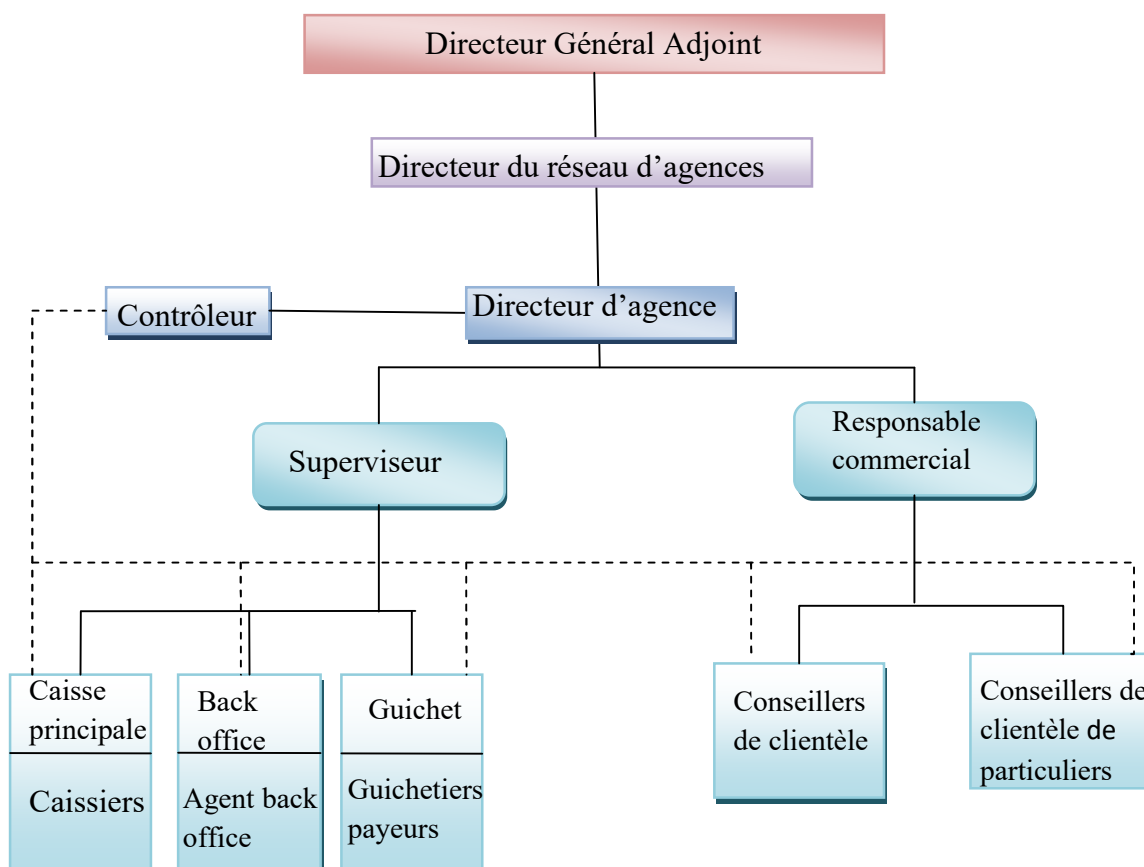 Directeur Général Adjoint
Directeur du réseau d’agences
Contrôleur
Directeur d’agence
Superviseur
Responsable
commercial
Caisse
principale
Caissiers
Back
office
Agent back
office
Guichet
Guichetiers
payeurs
Conseillers
de clientèle
Conseillers de
clientèle de
particuliers